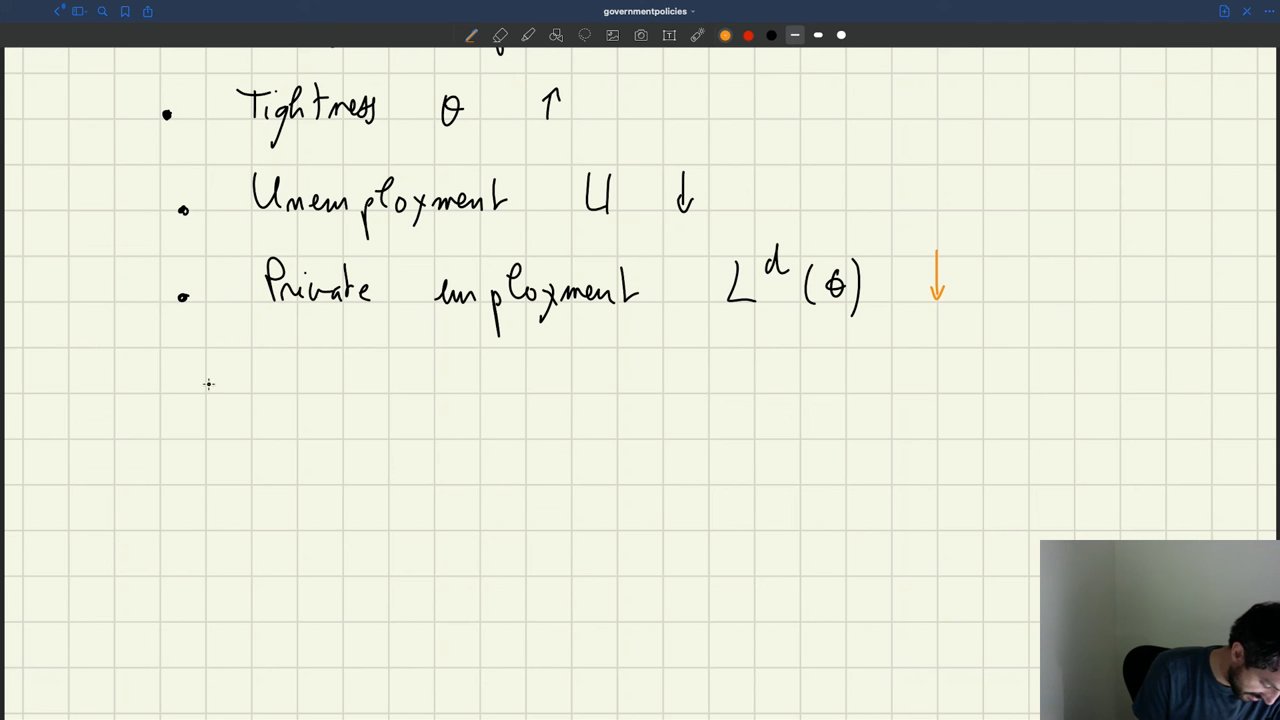 governmentpolicies
• Tightness θ ↑
• Unemployment U ↓
• Private employment L^d (θ) ↓